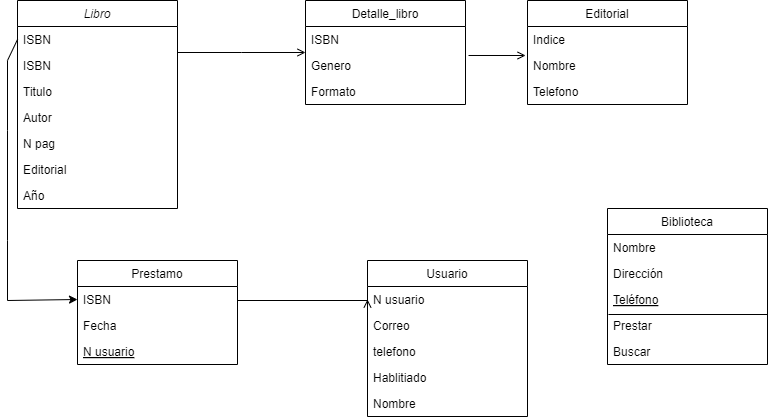 Libro
ISBN
ISBN
Titulo
Autor
N pag
Editorial
Año
Detalle_libro
ISBN
Genero
Formato
Editorial
Indice
Nombre
Telefono
Prestamo
ISBN
Fecha
N usuario
Usuario
N usuario
Correo
telefono
Hablitiado
Nombre
Biblioteca
Nombre
Dirección
Teléfono
Prestar
Buscar